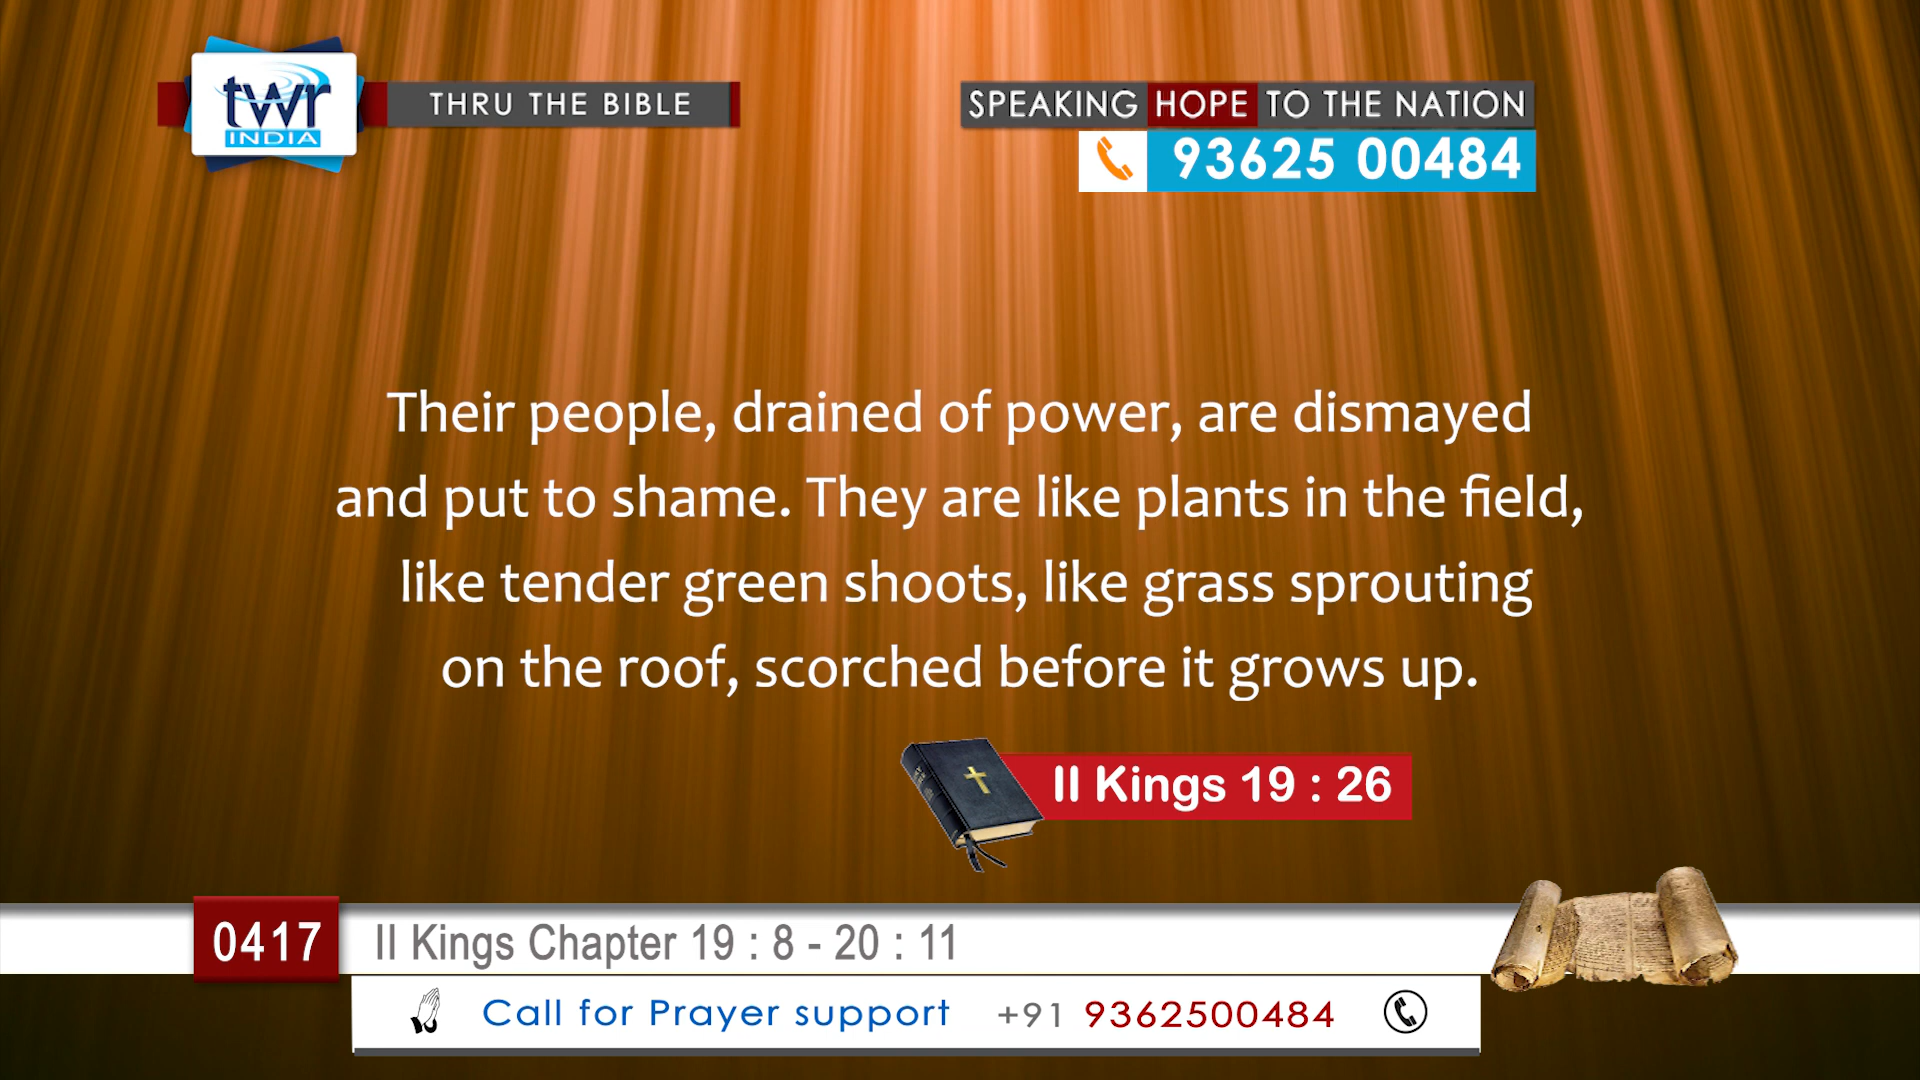 twr
INDIA
THRU THE BIBLE
SPEAKING HOPE TO THE NATION
93625 00484
Their people, drained of power, are dismayed
and put to shame. They are like plants in the field,
like tender green shoots, like grass sprouting
on the roof, scorched before it grows up.
II Kings 19 : 26
0417
II Kings Chapter 19 : 8 - 20 : 11
Call for Prayer support +91 9362500484